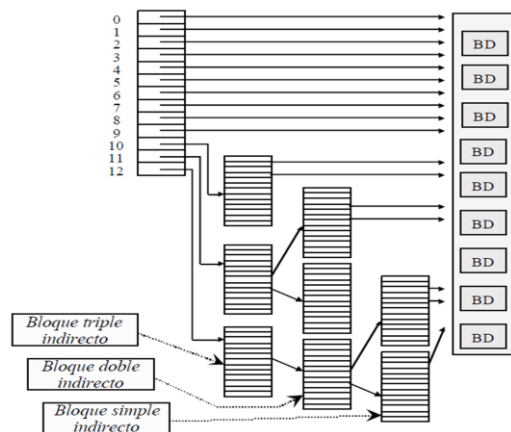 0
1
2
3
4
5
6
7
8
9
10
11
12
BD
BD
BD
BD
BD
BD
BD
BD
BD
Bloque triple
indirecto
Bloque doble
indirecto
Bloque simple
indirecto